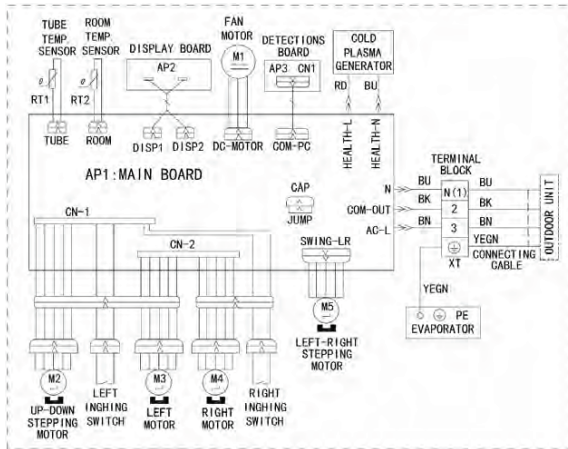 TUBE
TEMP.
SENSOR
ROOM
TEMP.
SENSOR
RT1
RT2
DISPLAY BOARD
AP2
FAN
MOTOR
M1
DETECTIONS
BOARD
AP3 CN1
COLD
PLASMA
GENERATOR
RD
BU
TUBE
ROOM
DISP1
DISP2
DC-MOTOR
COM-PC
HEALTH-L
HEALTH-N
AP1:MAIN BOARD
CAP
JUMP
N
COM-OUT
AC-L
BU
BK
BN
TERMINAL
BLOCK
N(1)
2
3
XT
BU
BK
BN
YEGN
CONNECTING
CABLE
OUTDOOR UNIT
YEGN
PE
EVAPORATOR
CN-1
CN-2
SWING-LR
M5
LEFT-RIGHT
STEPPING
MOTOR
M2
UP-DOWN
STEPPING
MOTOR
LEFT
INGHING
SWITCH
M3
LEFT
MOTOR
M4
RIGHT
MOTOR
RIGHT
INGHING
SWITCH